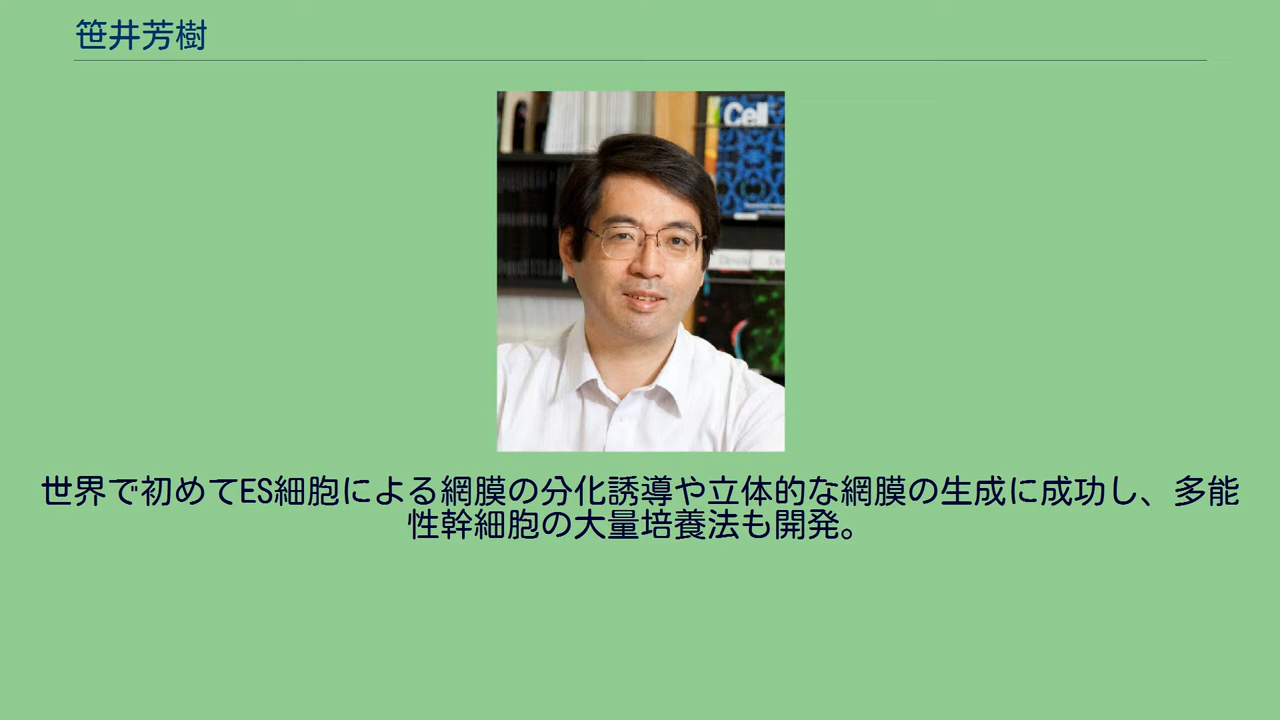 笹井芳樹
Cell
世界で初めてES細胞による網膜の分化誘導や立体的な網膜の生成に成功し、多能
性幹細胞の大量培養法も開発。